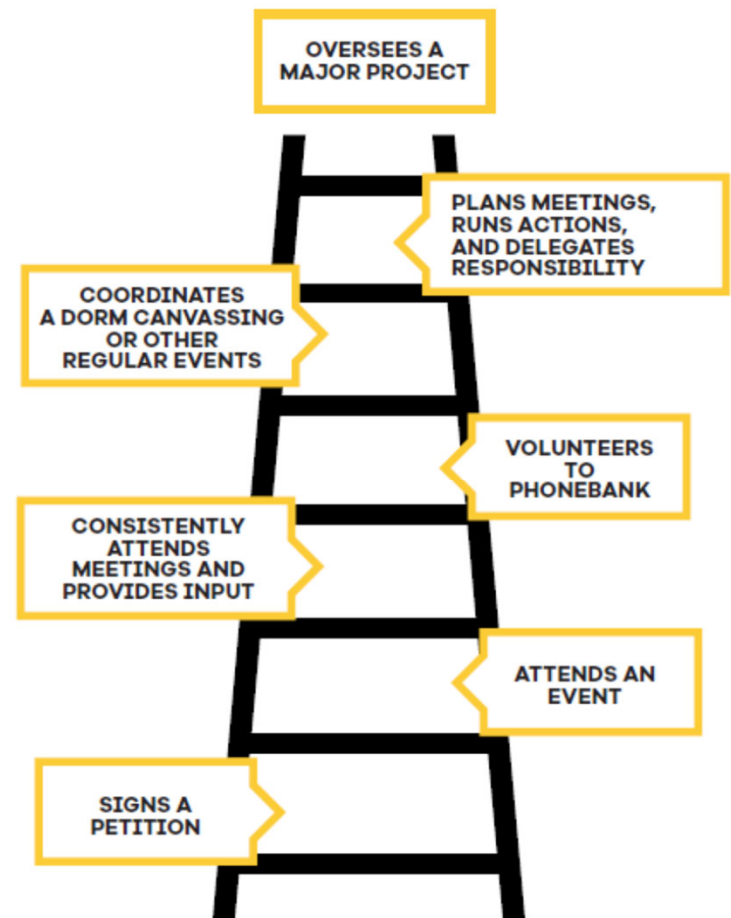 OVERSEES A
MAJOR PROJECT
PLANS MEETINGS,
RUNS ACTIONS,
AND DELEGATES
RESPONSIBILITY
COORDINATES
A DORM CANVASSING
OR OTHER
REGULAR EVENTS
VOLUNTEERS
TO
PHONEBANK
CONSISTENTLY
ATTENDS
MEETINGS AND
PROVIDES INPUT
ATTENDS AN
EVENT
SIGNS A
PETITION